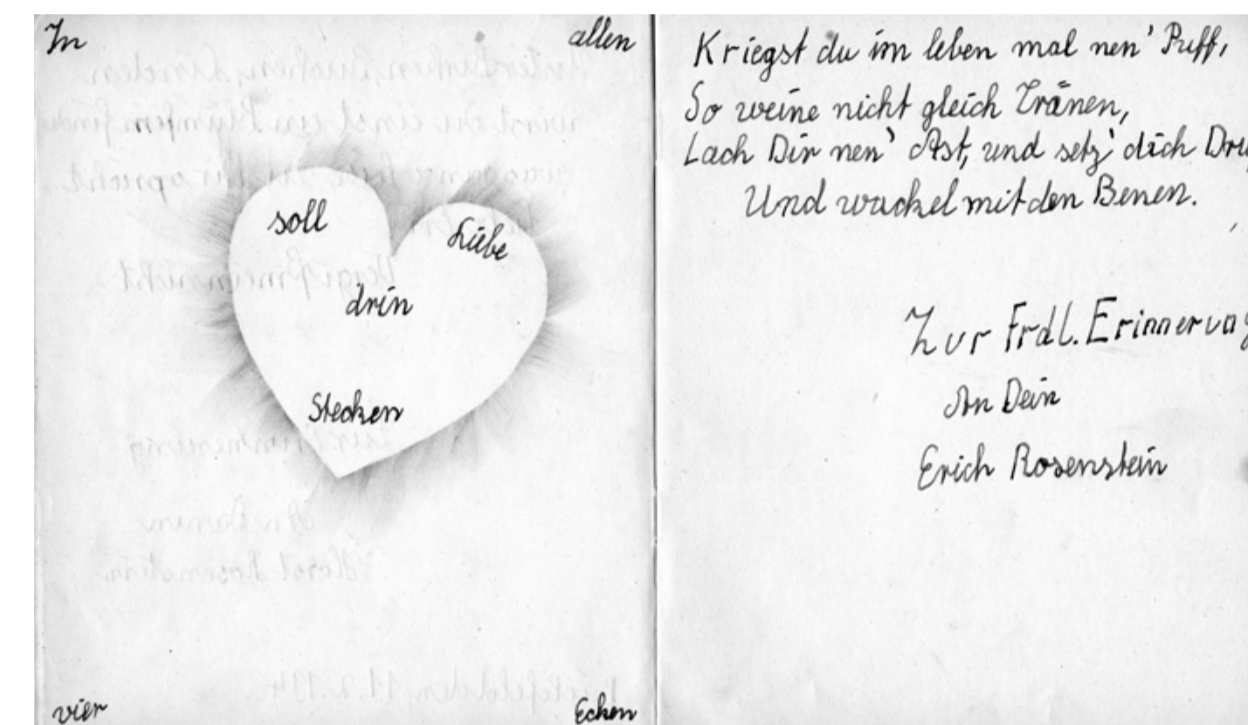 In allen
soll Liebe
drin
Stecken
vier Ecken
Kriegst du im leben mal nen' Puff,
So weine nicht gleich Tränen,
Lach Dir nen' Ast, und setz' dich
Und wackel mit den Benen.
Zur Frdl. Erinnerung
An Dein
Erich Rosenstein